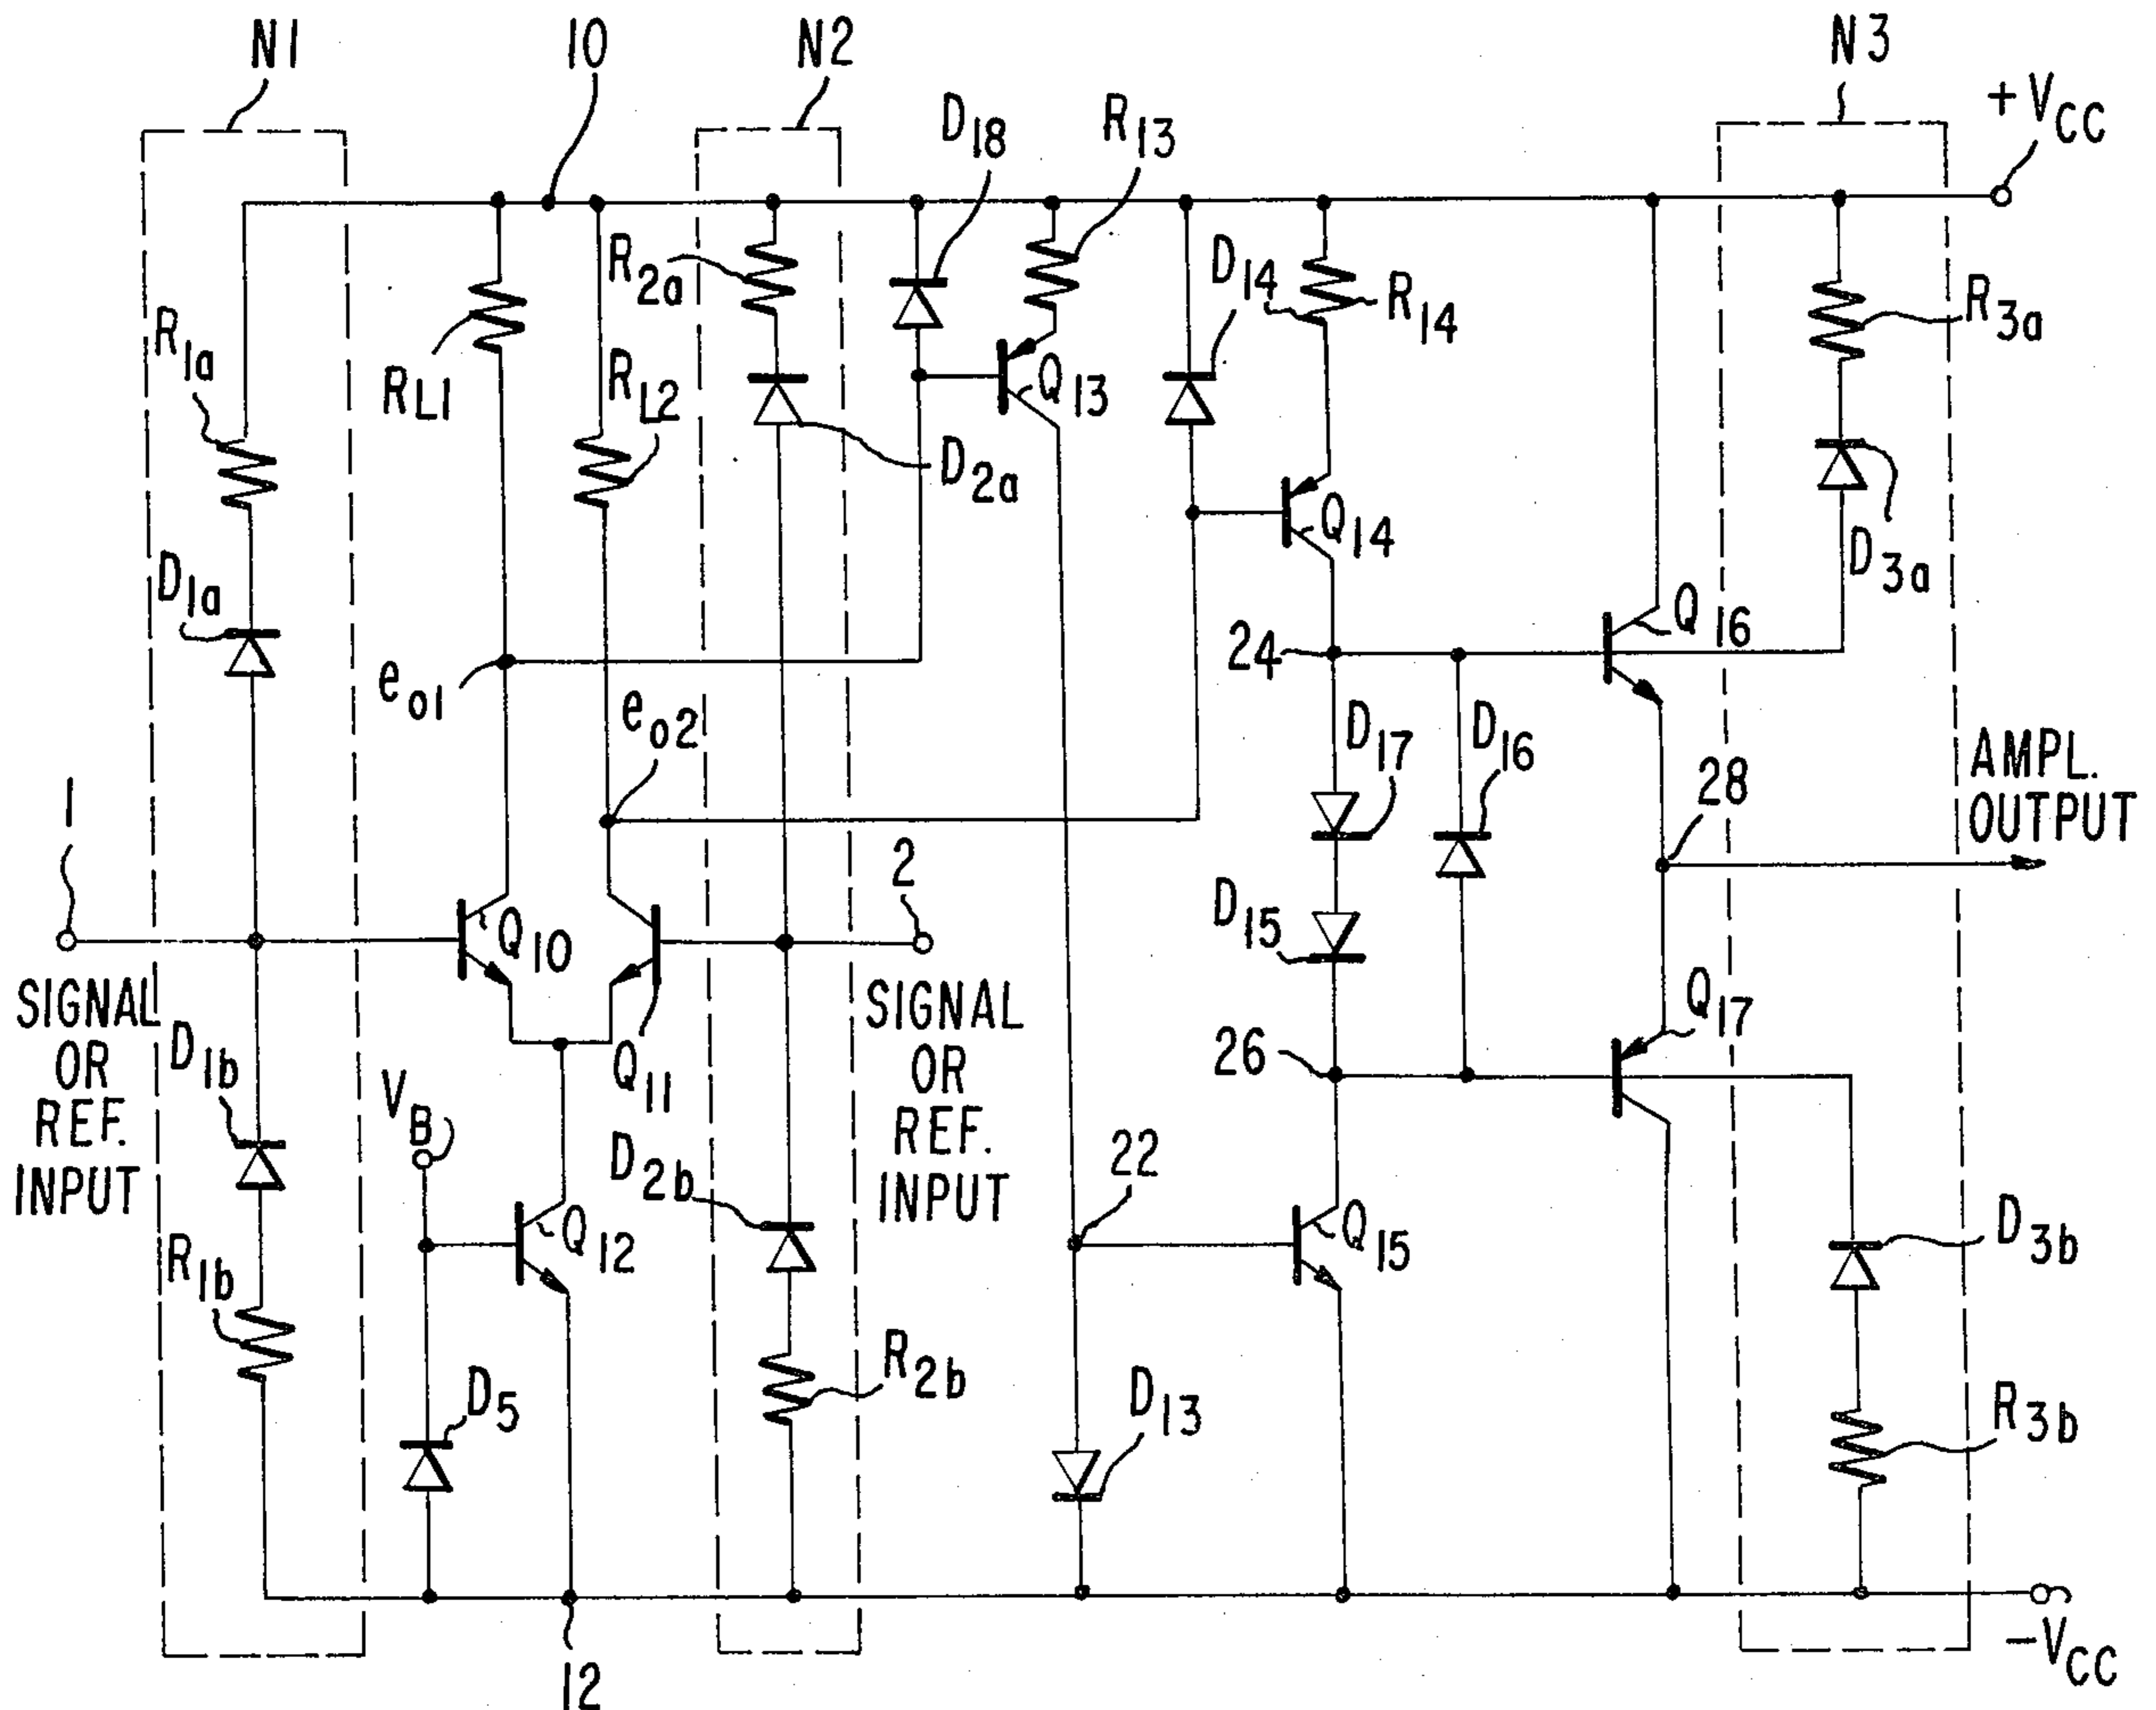 N1
10
N2
N3
D18
R13
+VCC
R2a
D14
R14
R3a
R1a
RL1
RL2
Q13
D2a
Q14
D3a
D1a
Q16
eo1
eo2
24
D17
D16
28
AMPL.
OUTPUT
1
2
D15
Q10
SIGNAL
OR
REF.
INPUT
SIGNAL
OR
REF.
INPUT
Q17
D1b
Q11
26
VB
D2b
22
Q12
Q15
D3b
R1b
R2b
D5
D13
R3b
12
-VCC